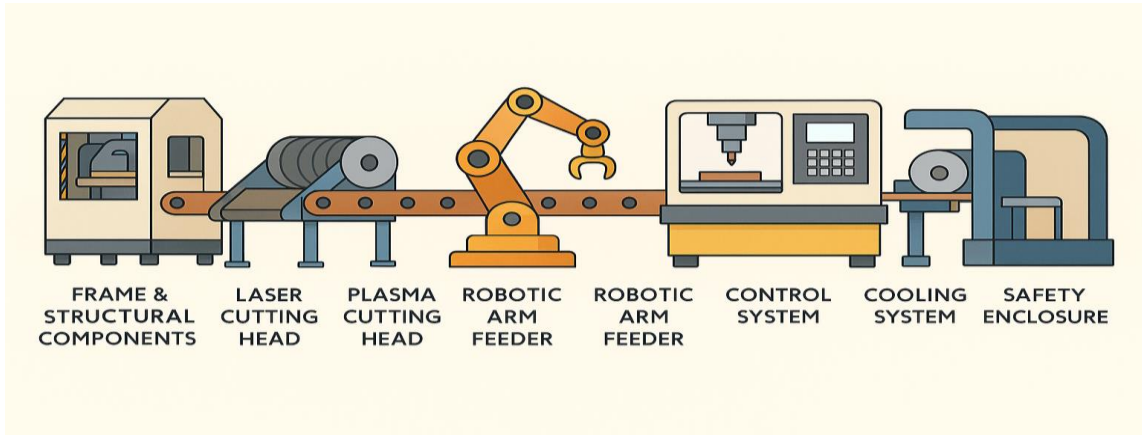 FRAME &
STRUCTURAL
COMPONENTS
LASER
CUTTING
HEAD
PLASMA
CUTTING
HEAD
ROBOTIC
ARM
FEEDER
ROBOTIC
ARM
FEEDER
CONTROL
SYSTEM
COOLING
SYSTEM
SAFETY
ENCLOSURE